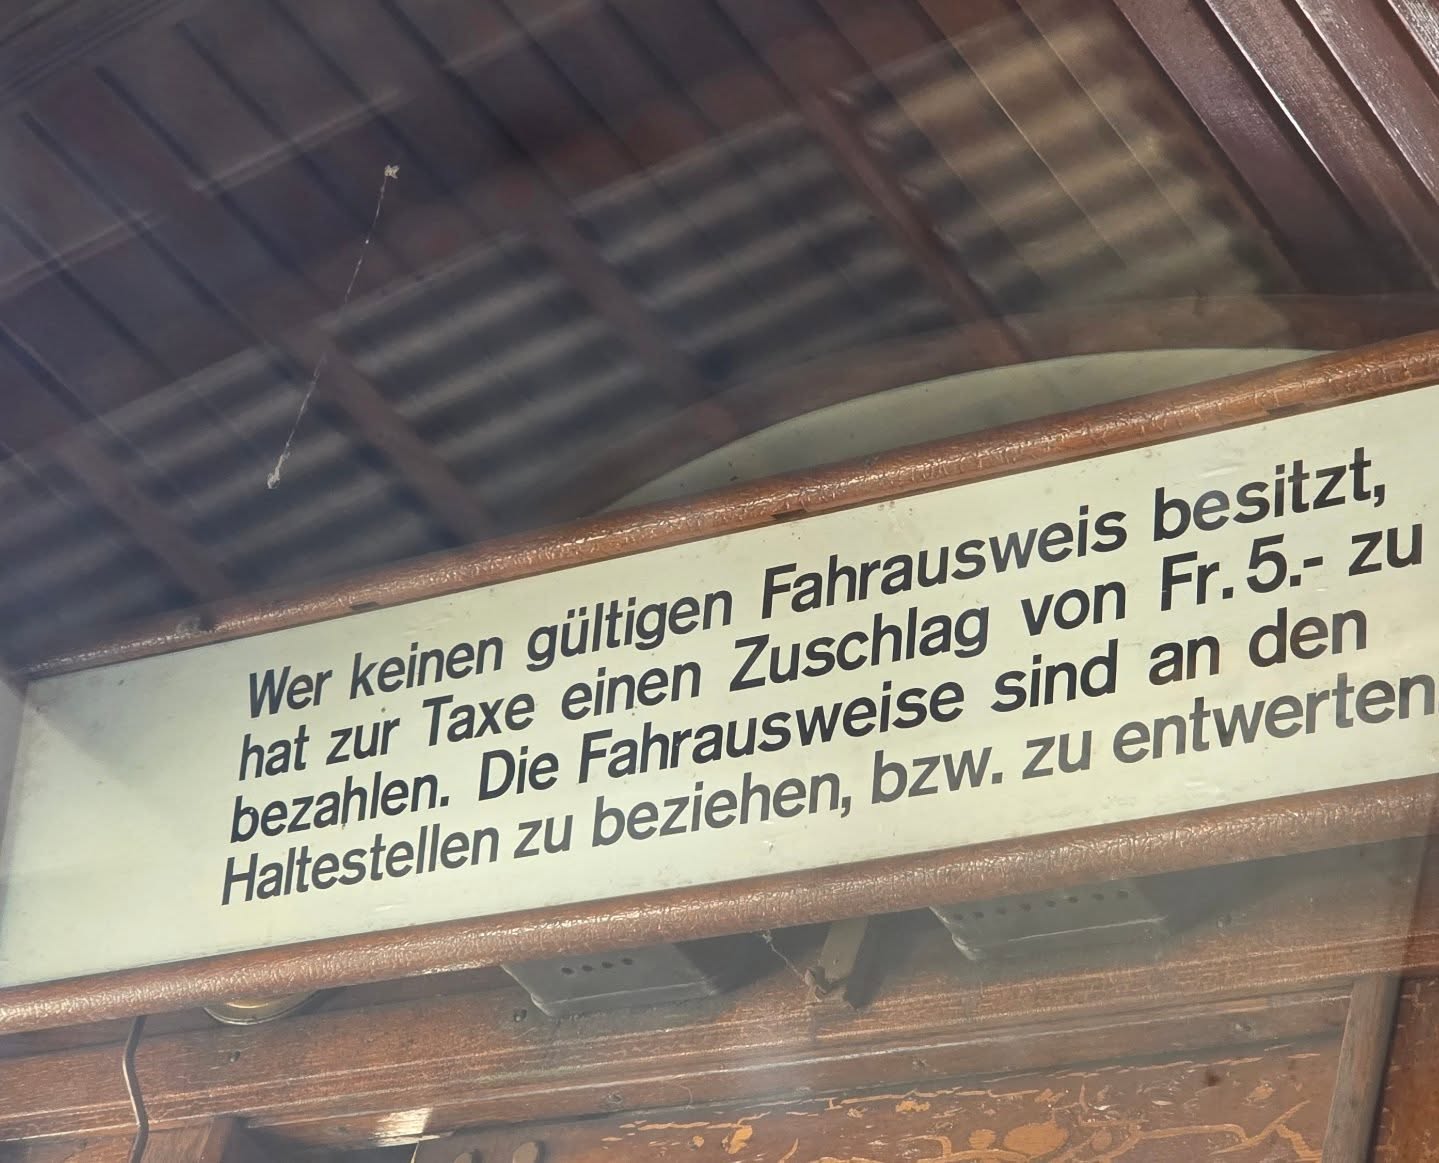 Wer keinen gültigen Fahrausweis besitzt,
hat zur Taxe einen Zuschlag von Fr. 5.- zu
bezahlen. Die Fahrausweise sind an den
Haltestellen zu beziehen, bzw. zu entwerten.